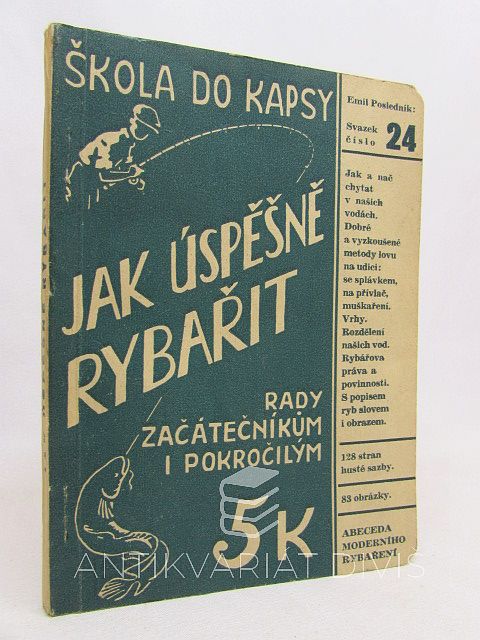 ŠKOLA DO KAPSY
JAK ÚSPĚŠNĚ
RYBAŘIT
RADY
ZAČÁTEČNÍKŮM
I POKROČILÝM
5 K
Emil Posledník:
Svazek
číslo 24
Jak a nač
chytat
v našich
vodách.
Dobré
a vyzkoušené
metody lovu
na udici:
se splávkem,
na přívlač,
muškaření.
Vrhy.
Rozdělení
našich vod.
Rybářova
práva a
povinnosti.
S popisem
ryb slovem
i obrazem.
128 stran
husté sazby.
83 obrázky.
ABECEDA
MODERNÍHO
RYBAŘENÍ
ANTIKVARIÁT DIVIŠ